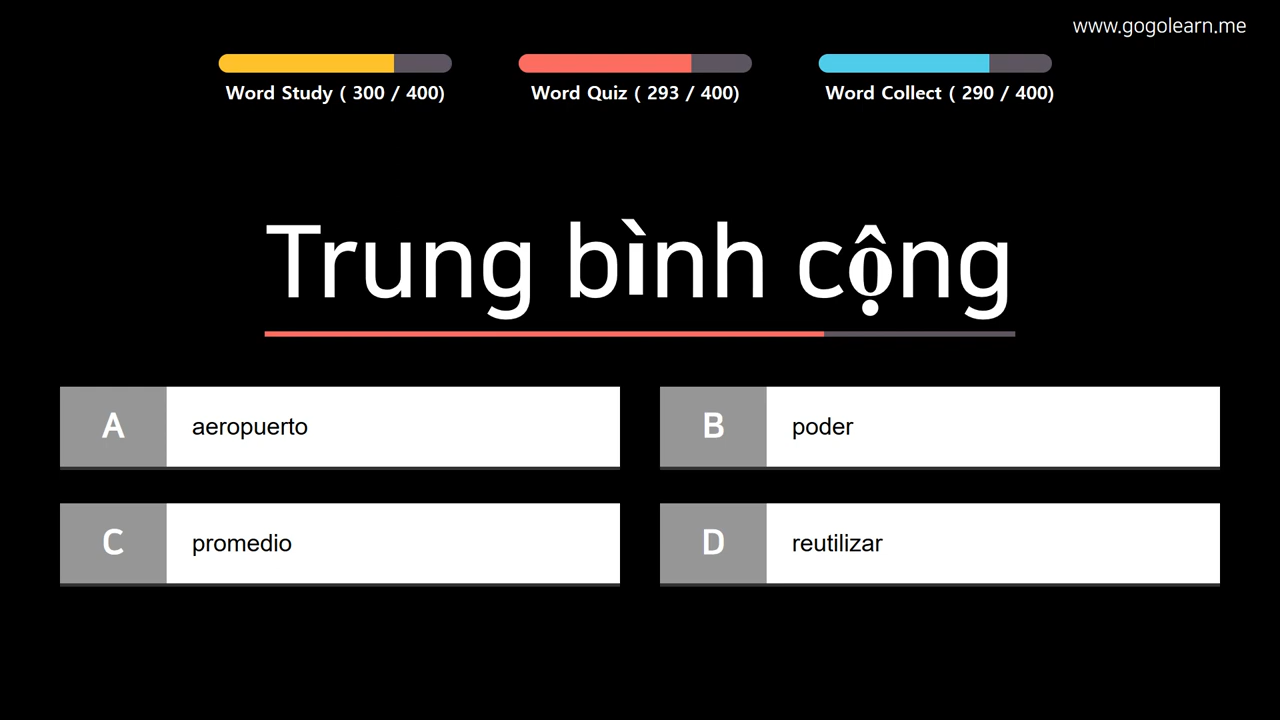 www.gogolearn.me
Word Study ( 300 / 400)
Word Quiz ( 293 / 400)
Word Collect ( 290 / 400)
Trung bình cộng
A aeropuerto
B poder
C promedio
D reutilizar